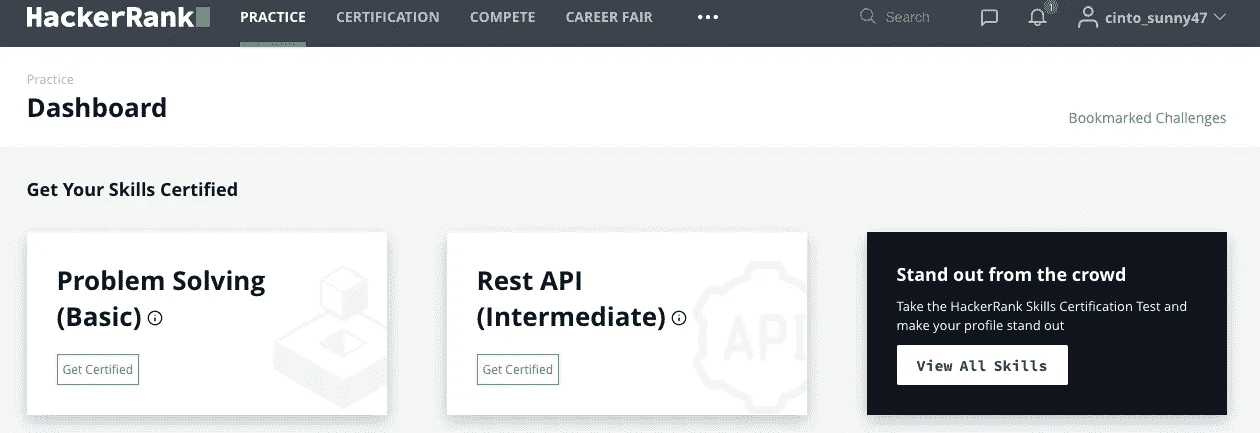 HackerRank PRACTICE CERTIFICATION COMPETE CAREER FAIR ••• Search 1 cinto_sunny47
Practice
Dashboard
Bookmarked Challenges
Get Your Skills Certified
Problem Solving
(Basic)
Get Certified
Rest API
(Intermediate)
Get Certified
API
Stand out from the crowd
Take the HackerRank Skills Certification Test and
make your profile stand out
View All Skills